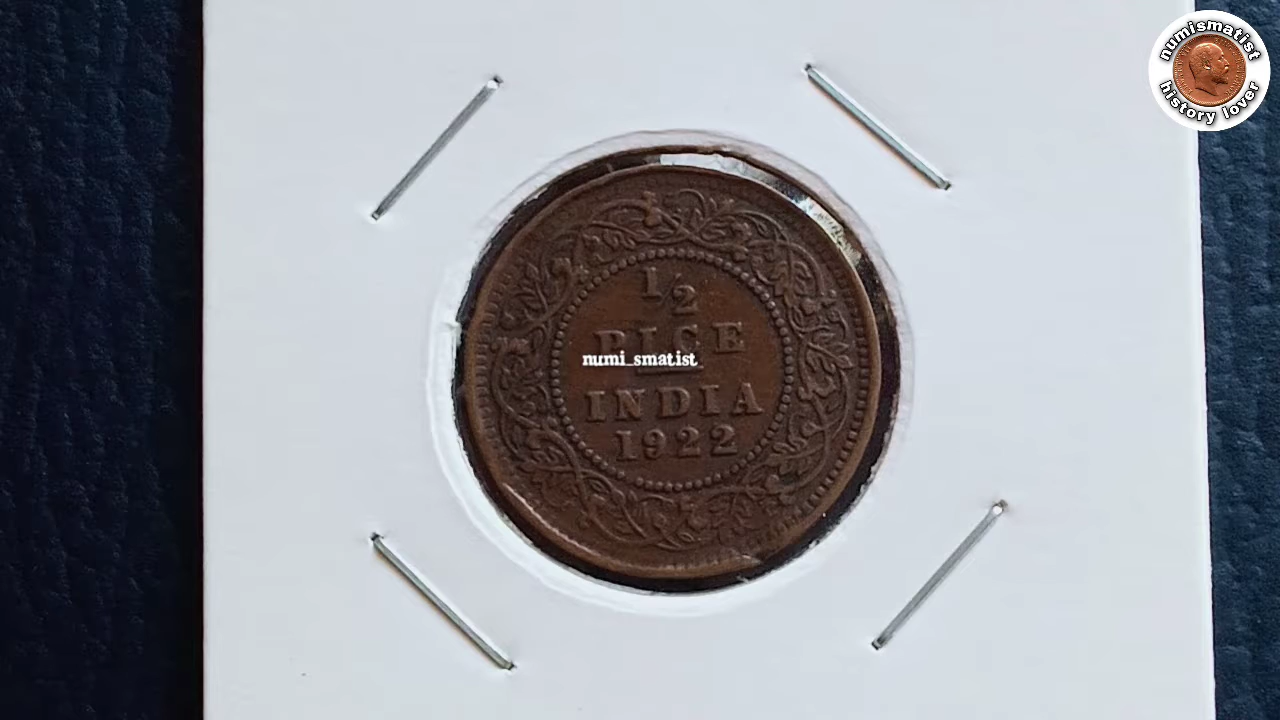 numismatist
history lover
1/2
PICE
numi_smatist
INDIA
1922